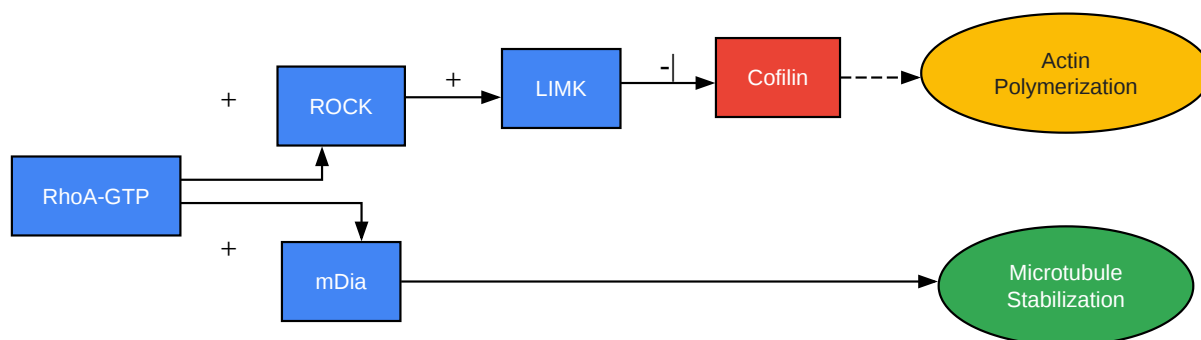 Actin
Polymerization
Cofilin
-|
LIMK
+
ROCK
+
RhoA-GTP
+
mDia
Microtubule
Stabilization